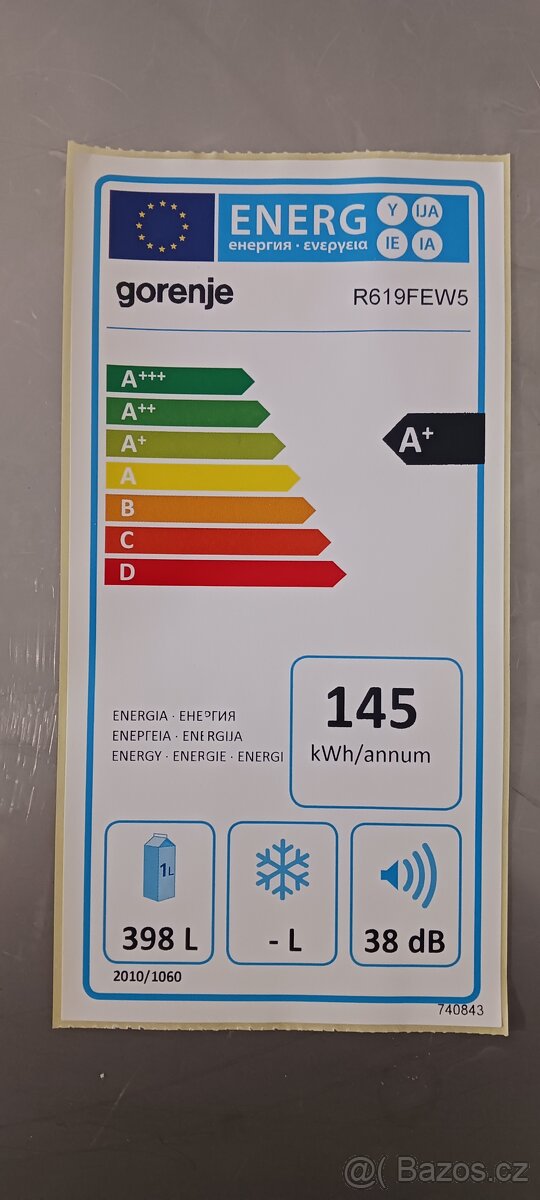 ENERG Y IJA
енергия · ενεργεια IE IA
gorenje R619FEW5
A+++
A++
A+
A+
A
B
C
D
145
kWh/annum
ENERGIA · ЕНЕРГИЯ
ΕΝΕΡΓΕΙΑ · ENERGIJA
ENERGY · ENERGIE · ENERGI
1L
398 L
- L
38 dB
2010/1060
740843
@( Bazos.cz